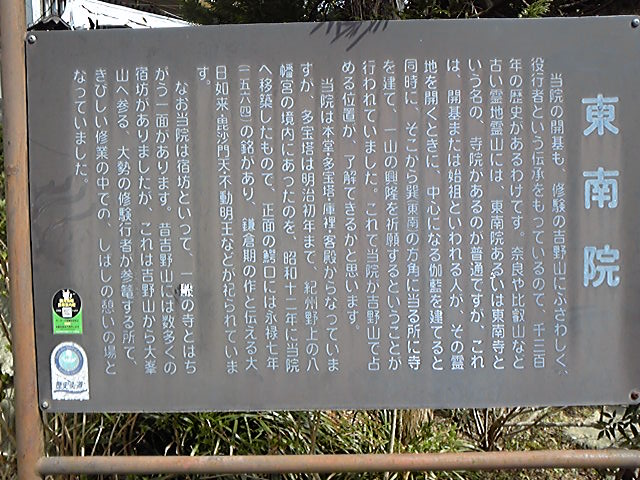 東南院
当院の開基も、修験の吉野山にふさわしく、
役行者という伝承をもっているので、千三百
年の歴史があるわけです。奈良や比叡山など
古い霊地霊山には、東南院あるいは東南寺と
いう名の、寺院があるのが普通ですが、これ
は、開基または始祖といわれる人が、その霊
地を開くときに、中心になる伽藍を建てると
同時に、そこから巽東南の方角に当る所に寺
を建て、一山の興隆を祈願するということが
行われていました。これで当院が吉野山で占
める位置が、了解できるかと思います。
当院は本堂・多宝塔・庫裡・客殿からなっていま
すが、多宝塔は明治初年まで、紀州野上の八
幡宮の境内にあったのを、昭和十二年に当院
へ移築したもので、正面の鰐口には永禄七年
（一五六四）の銘があり、鎌倉期の作と伝える大
日如来・毘沙門天・不動明王などが祀られていま
す。
なお当院は宿坊といって、一般の寺とはち
がう一面があります。昔吉野山には数多くの
宿坊がありましたが、これは吉野山から大峯
山へ参る、大勢の修験行者が参篭する所で、
きびしい修業の中での、しばしの憩いの場と
なっていました。